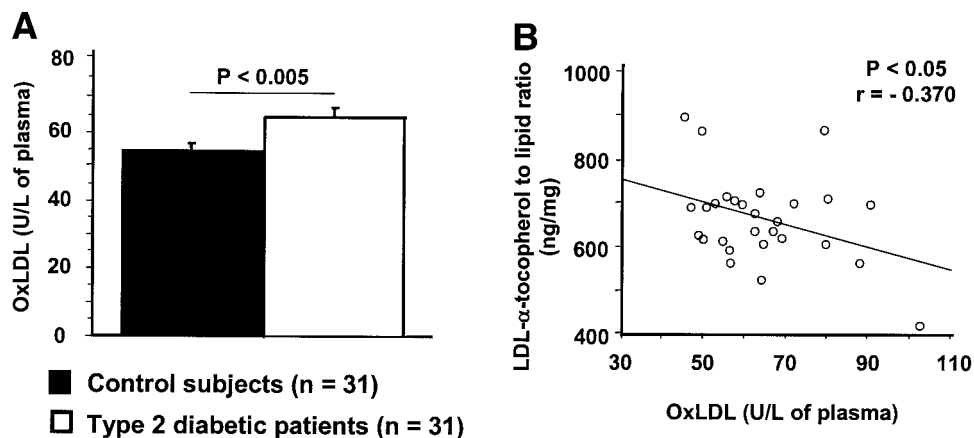 A
OxLDL (U/L of plasma)
80
60
40
20
0
P < 0.005
Control subjects (n = 31)
Type 2 diabetic patients (n = 31)
B
LDL-α-tocopherol to lipid ratio
(ng/mg)
1000
800
600
400
P < 0.05
r = - 0.370
30 50 70 90 110
OxLDL (U/L of plasma)